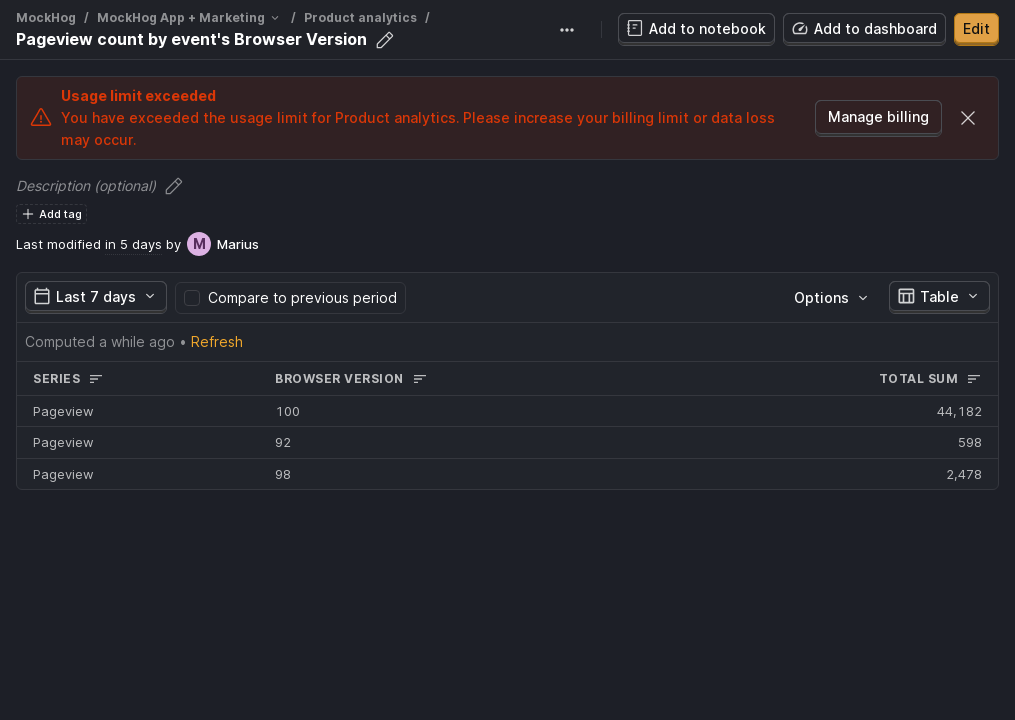 MockHog / MockHog App + Marketing / Product analytics /
Pageview count by event's Browser Version
Add to notebook
Add to dashboard
Edit
Usage limit exceeded
You have exceeded the usage limit for Product analytics. Please increase your billing limit or data loss
may occur.
Manage billing
Description (optional)
Add tag
Last modified in 5 days by M Marius
Last 7 days
Compare to previous period
Options
Table
Computed a while ago • Refresh
SERIES BROWSER VERSION TOTAL SUM
Pageview 100 44,182
Pageview 92 598
Pageview 98 2,478